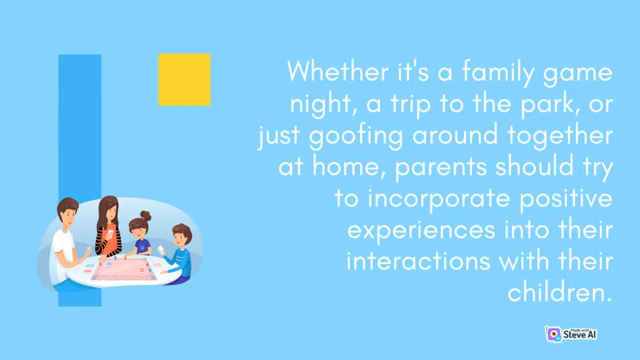 Whether it's a family game
night, a trip to the park, or
just goofing around together
at home, parents should try
to incorporate positive
experiences into their
interactions with their
children.
Made with
Steve AI